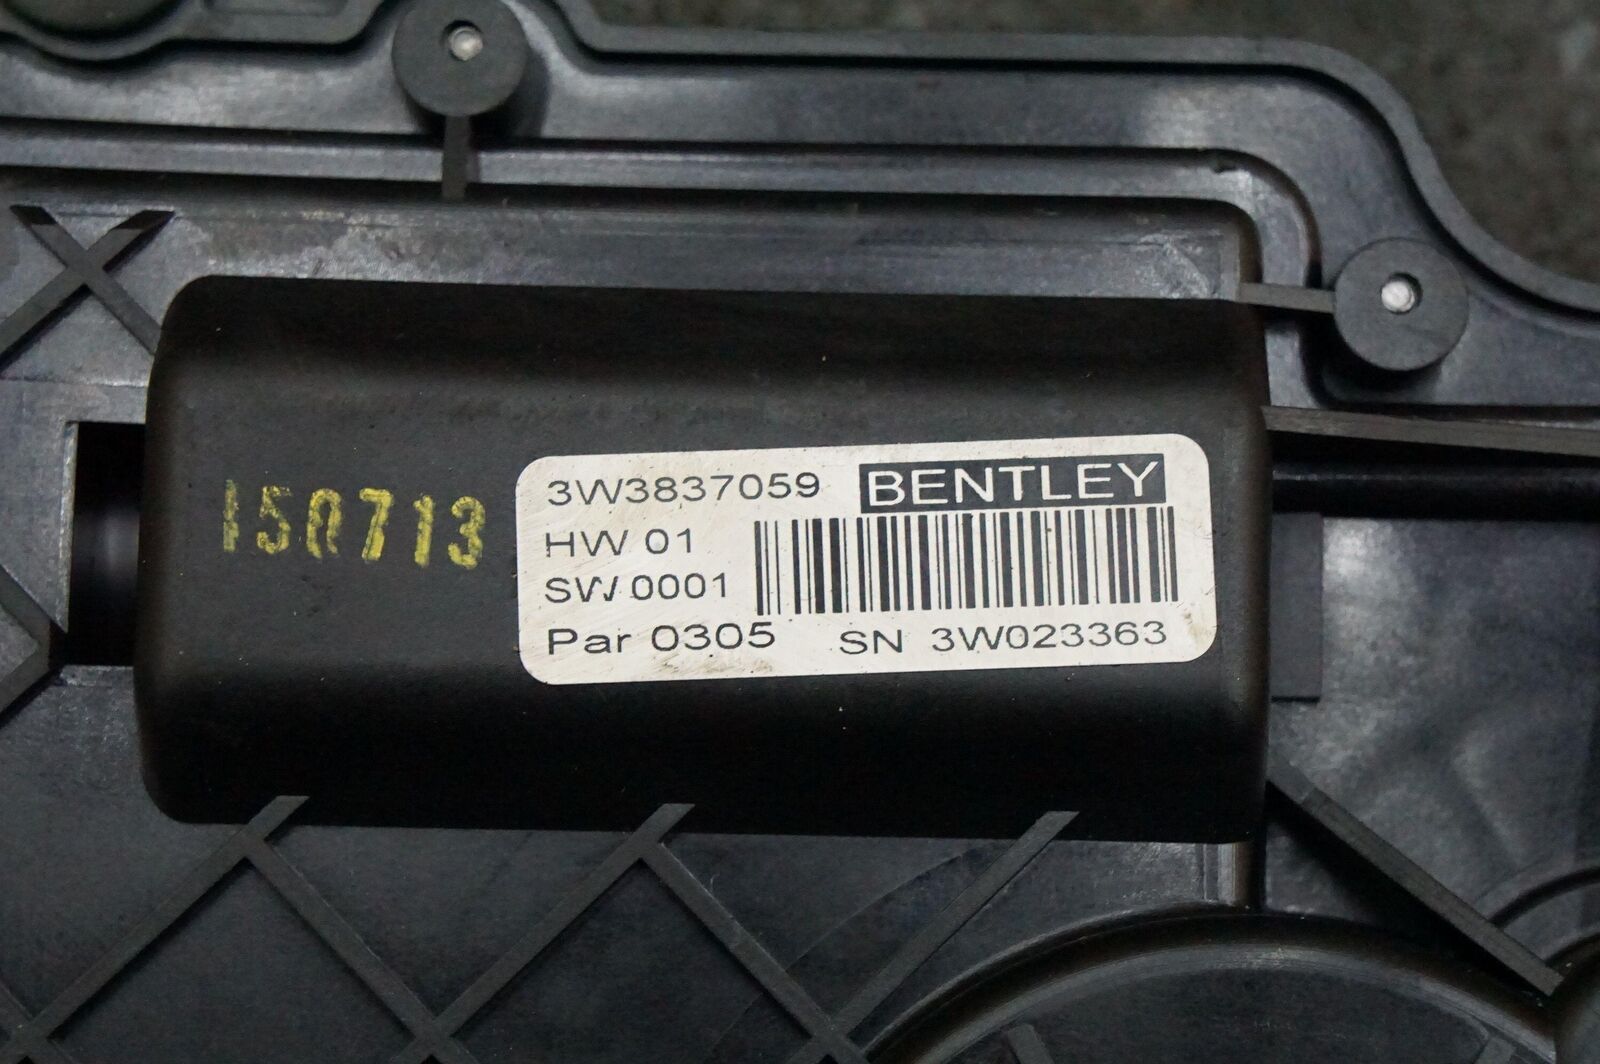 150713
3W3837059 BENTLEY
HW 01
SW 0001
Par 0305 SN 3W023363